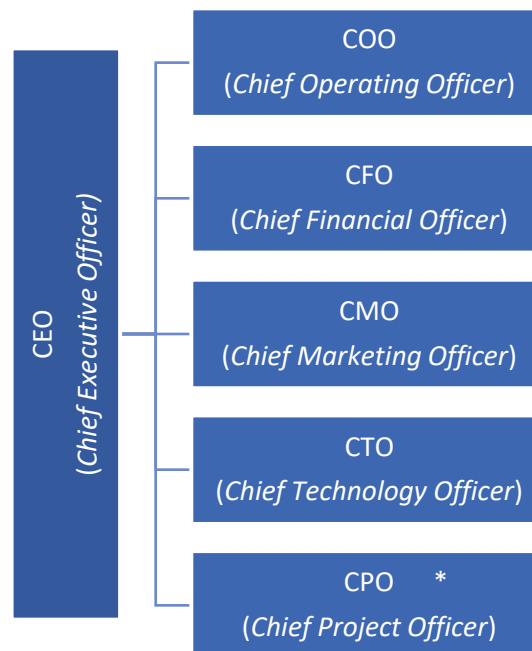 CEO
(Chief Executive Officer)
COO
(Chief Operating Officer)
CFO
(Chief Financial Officer)
CMO
(Chief Marketing Officer)
CTO
(Chief Technology Officer)
CPO *
(Chief Project Officer)